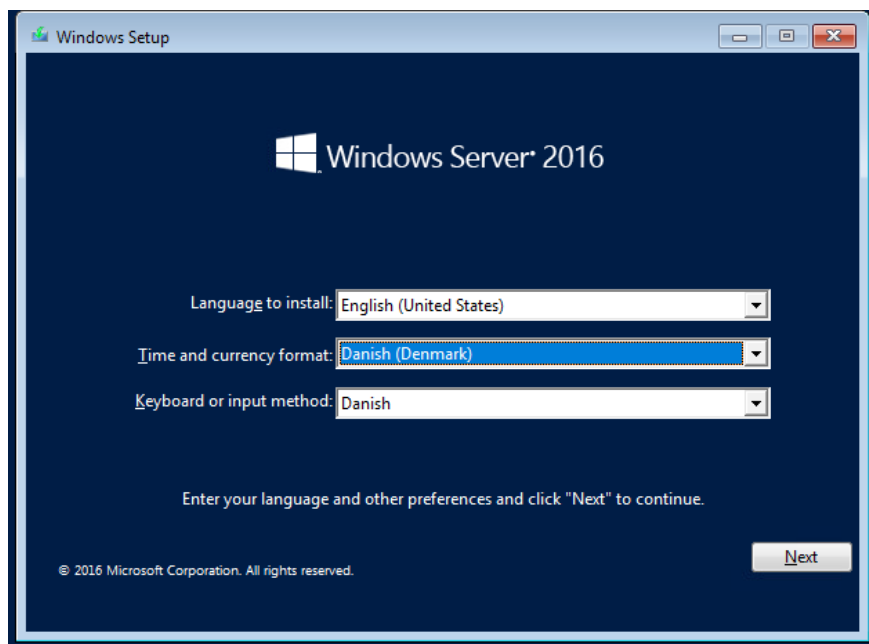 Windows Setup
Windows Server 2016
Language to install: English (United States)
Time and currency format: Danish (Denmark)
Keyboard or input method: Danish
Enter your language and other preferences and click "Next" to continue.
Next
© 2016 Microsoft Corporation. All rights reserved.